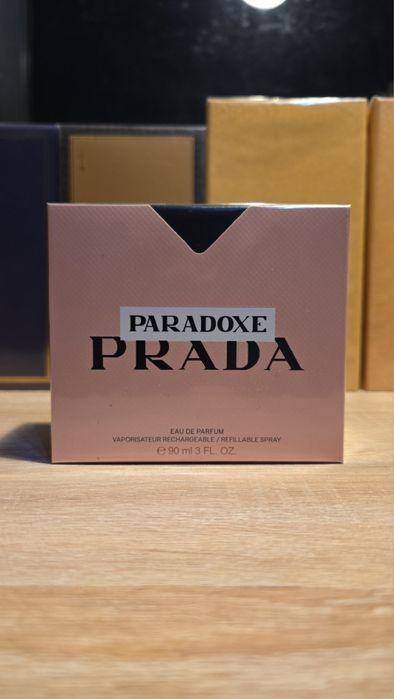 PARADOXE
PRADA
EAU DE PARFUM
VAPORISATEUR RECHARGEABLE / REFILLABLE SPRAY
℮ 90 ml 3 FL. OZ.